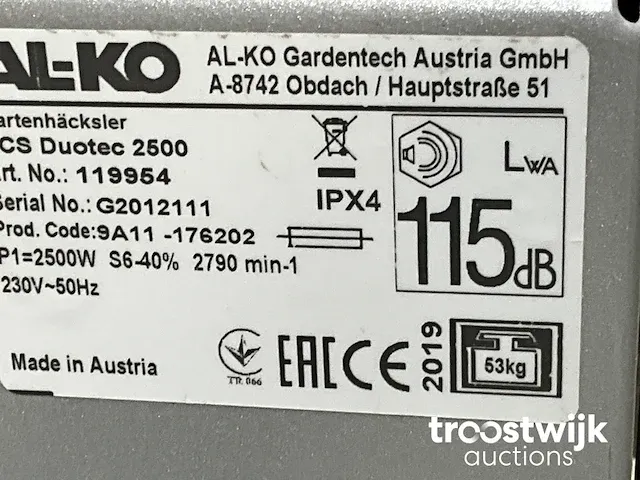 AL-KO
AL-KO Gardentech Austria GmbH
A-8742 Obdach / Hauptstraße 51
artenhäcksler
CS Duotec 2500
rt. No.: 119954
Serial No.: G2012111
Prod. Code:9A11 -176202
P1=2500W S6-40% 2790 min-1
230V~50Hz
IPX4
LWA
115dB
Made in Austria
TR 066
EAC CE
2019
53kg
troostwijk
auctions